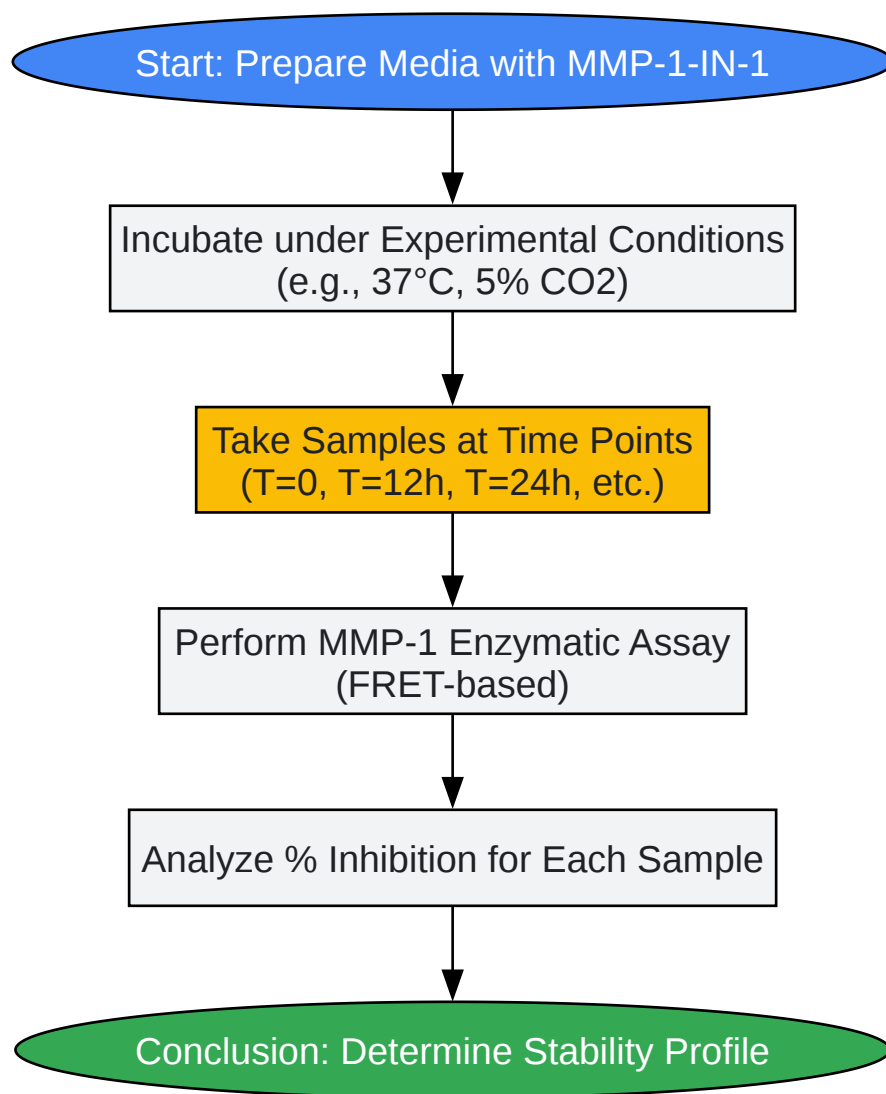 Start: Prepare Media with MMP-1-IN-1
Incubate under Experimental Conditions
(e.g., 37°C, 5% CO2)
Take Samples at Time Points
(T=0, T=12h, T=24h, etc.)
Perform MMP-1 Enzymatic Assay
(FRET-based)
Analyze % Inhibition for Each Sample
Conclusion: Determine Stability Profile